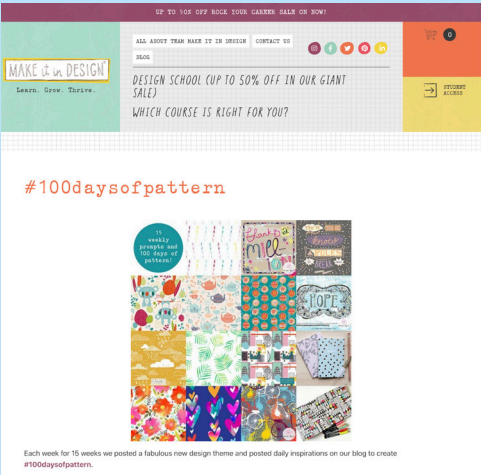 UP TO 50% OFF ROCK YOUR CAREER SALE ON NOW!
ALL ABOUT TEAM MAKE IT IN DESIGN
CONTACT US
BLOG
0
MAKE it in DESIGN
Learn. Grow. Thrive.
DESIGN SCHOOL (UP TO 50% OFF IN OUR GIANT
SALE)
STUDENT
ACCESS
WHICH COURSE IS RIGHT FOR YOU?
#100daysofpattern
15
weekly
prompts and
100 days of
pattern!
thanks a
MILL
ION
knock
HOPE
Each week for 15 weeks we posted a fabulous new design theme and posted daily inspirations on our blog to create
#100daysofpattern.